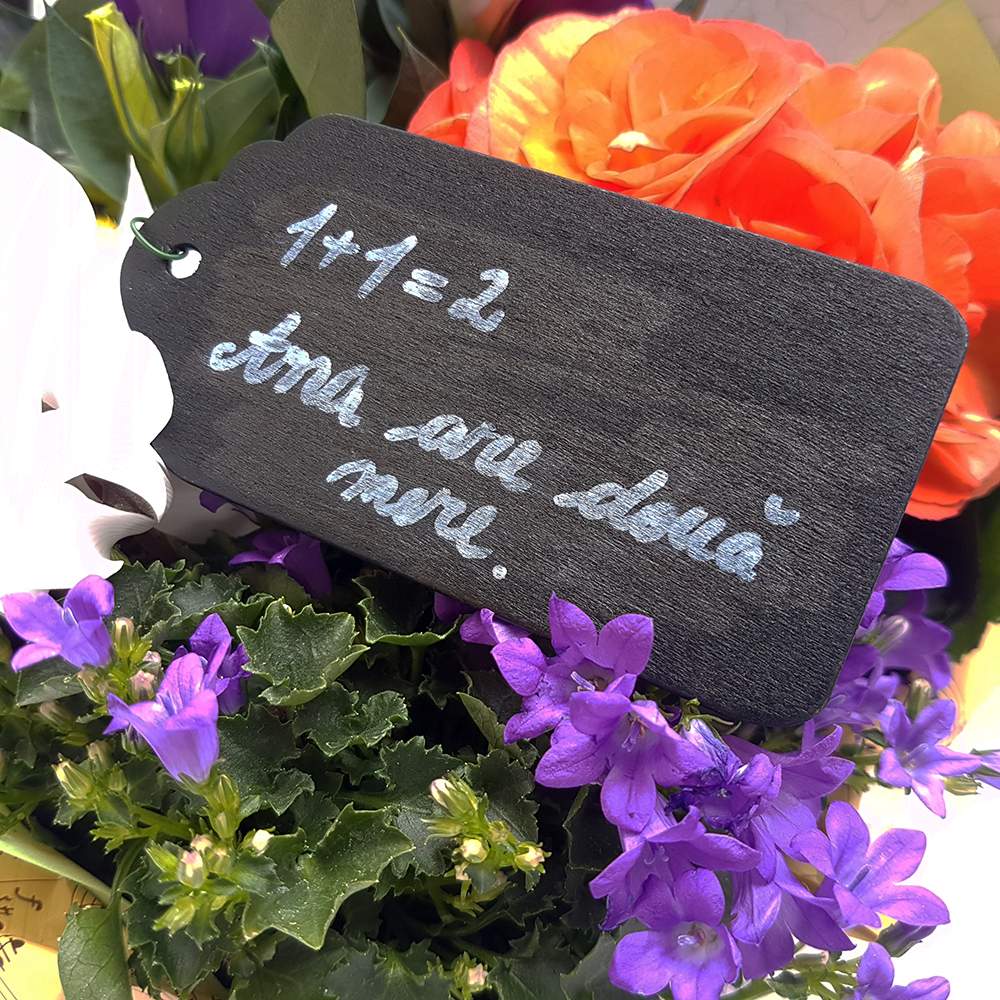 1+1=2
Ana are două
mere.